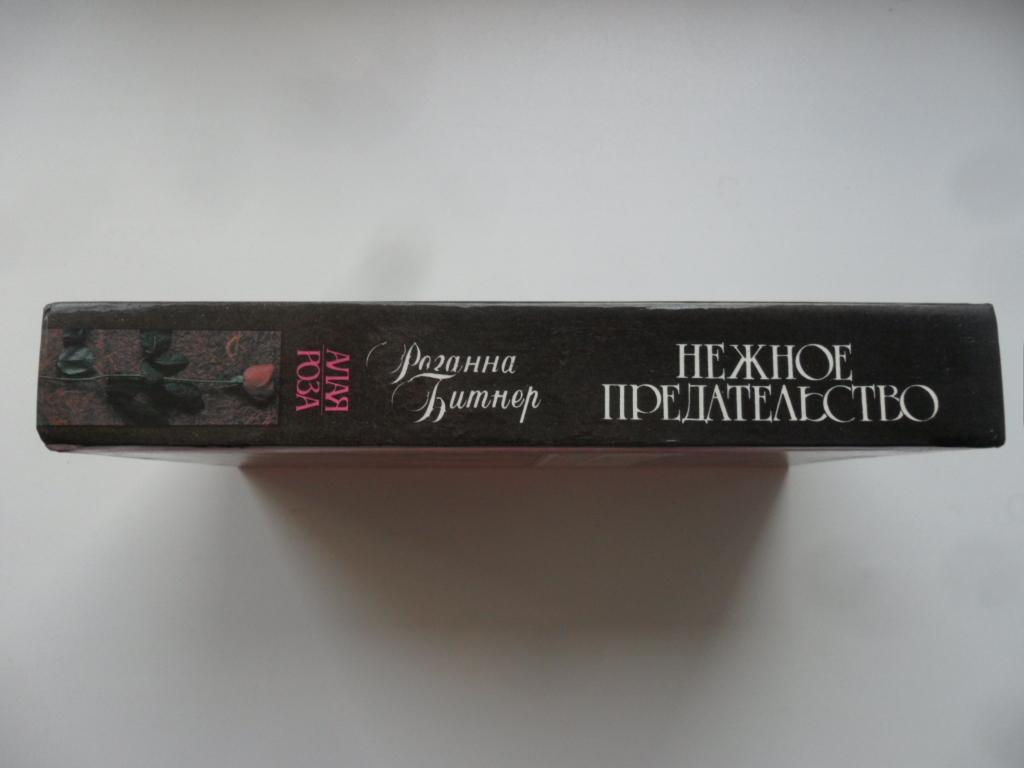 АЛАЯ
РОЗА
Розанна
Битнер
НЕЖНОЕ
ПРЕДАТЕЛЬСТВО